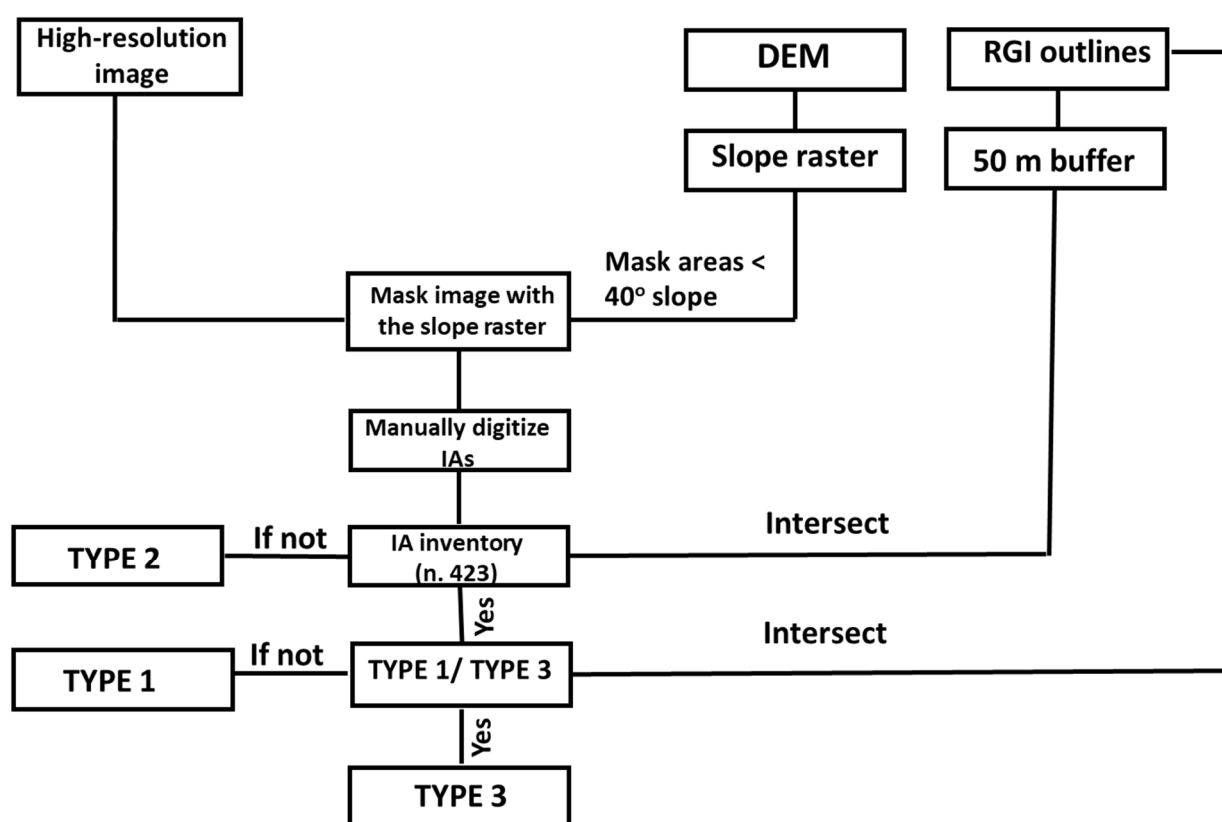 High-resolution
image
DEM
RGI outlines
Slope raster
50 m buffer
Mask areas <
40° slope
Mask image with
the slope raster
Manually digitize
IAs
TYPE 2
If not
IA inventory
(n. 423)
Intersect
Yes
TYPE 1
If not
TYPE 1/ TYPE 3
Intersect
Yes
TYPE 3